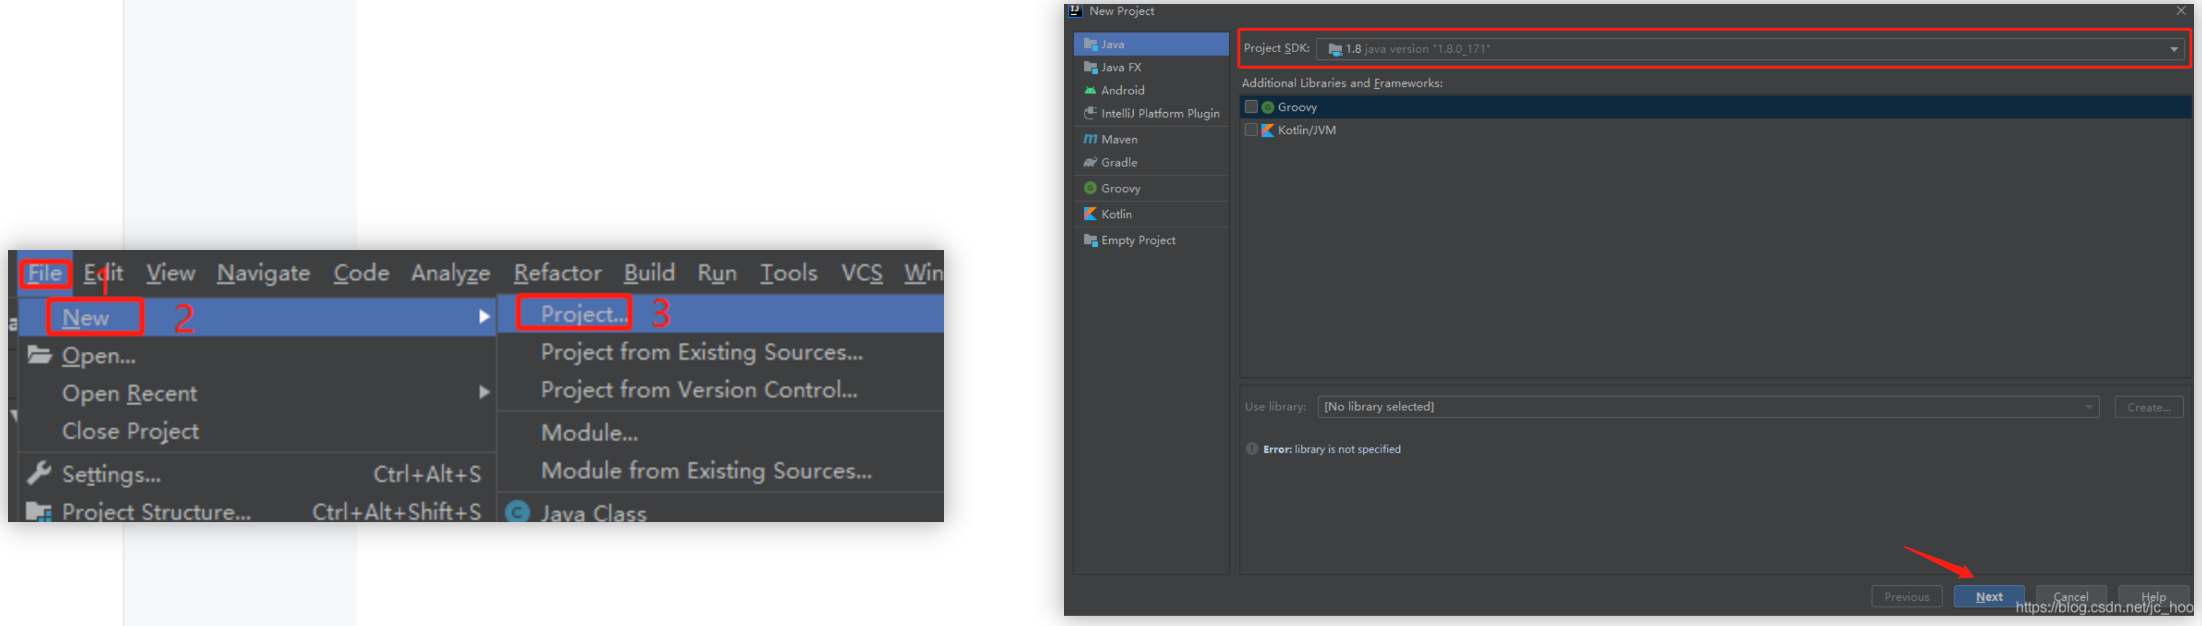 File 1 Edit View Navigate Code Analyze Refactor Build Run Tools VCS Win
New 2
Open...
Open Recent
Close Project
Settings... Ctrl+Alt+S
Project Structure... Ctrl+Alt+Shift+S
Project... 3
Project from Existing Sources...
Project from Version Control...
Module...
Module from Existing Sources...
Java Class
New Project
Java
Java FX
Android
IntelliJ Platform Plugin
Maven
Gradle
Groovy
Kotlin
Empty Project
Project SDK: 1.8 java version "1.8.0_171"
Additional Libraries and Frameworks:
Groovy
Kotlin/JVM
Use library: [No library selected] Create...
Error: library is not specified
Previous Next Cancel Help
https://blog.csdn.net/jc_hoo